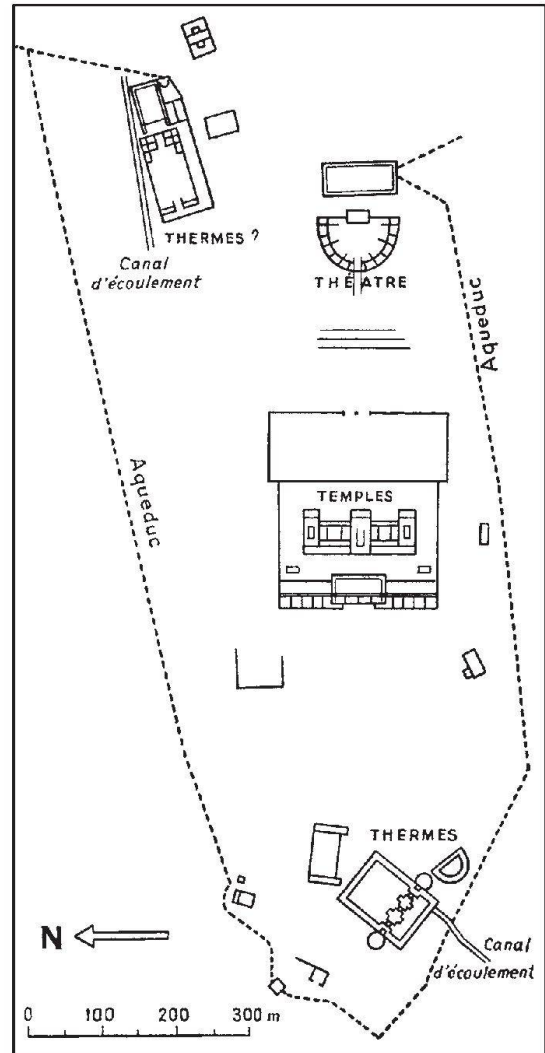 THERMES ?
Canal
d'écoulement
THÉATRE
Aqueduc
Aqueduc
TEMPLES
THERMES
N
Canal
d'écoulement
0 100 200 300 m